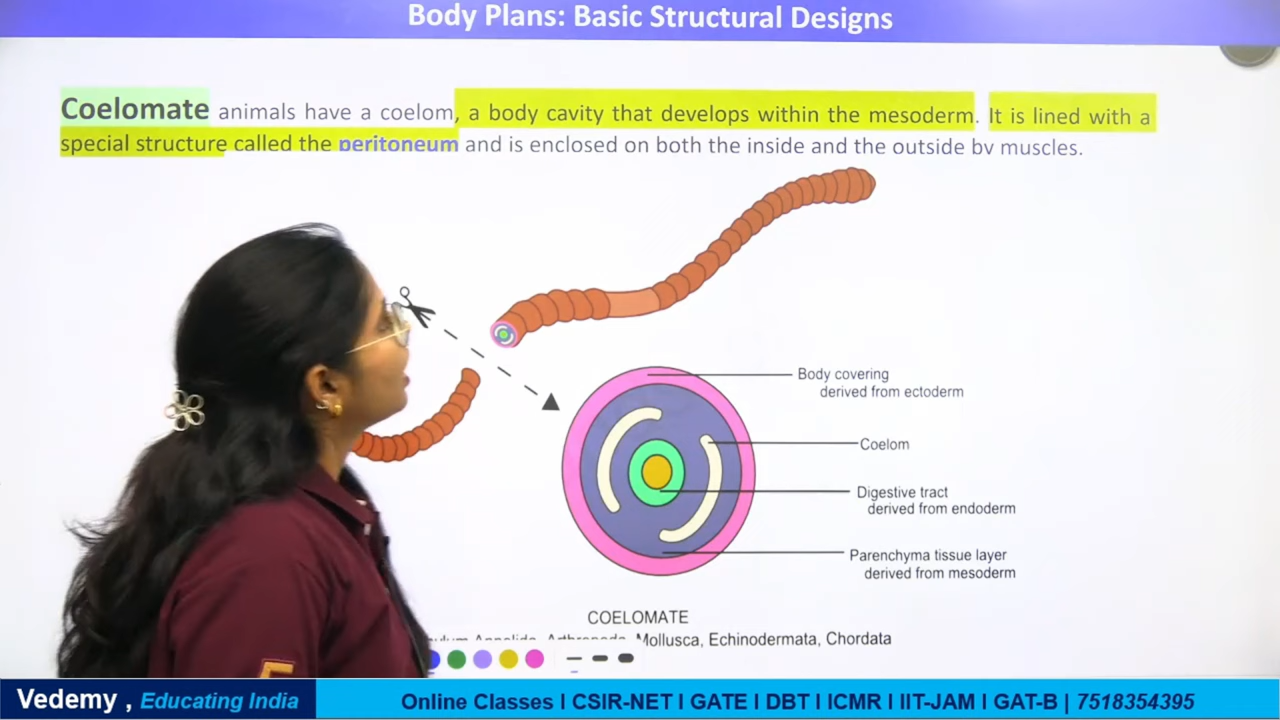 Body Plans: Basic Structural Designs
Coelomate animals have a coelom, a body cavity that develops within the mesoderm. It is lined with a
special structure called the peritoneum and is enclosed on both the inside and the outside by muscles.
Body covering
derived from ectoderm
Coelom
Digestive tract
derived from endoderm
Parenchyma tissue layer
derived from mesoderm
COELOMATE
Annelida, Arthropoda, Mollusca, Echinodermata, Chordata
Vedemy , Educating India
Online Classes I CSIR-NET I GATE I DBT I ICMR I IIT-JAM I GAT-B | 7518354395